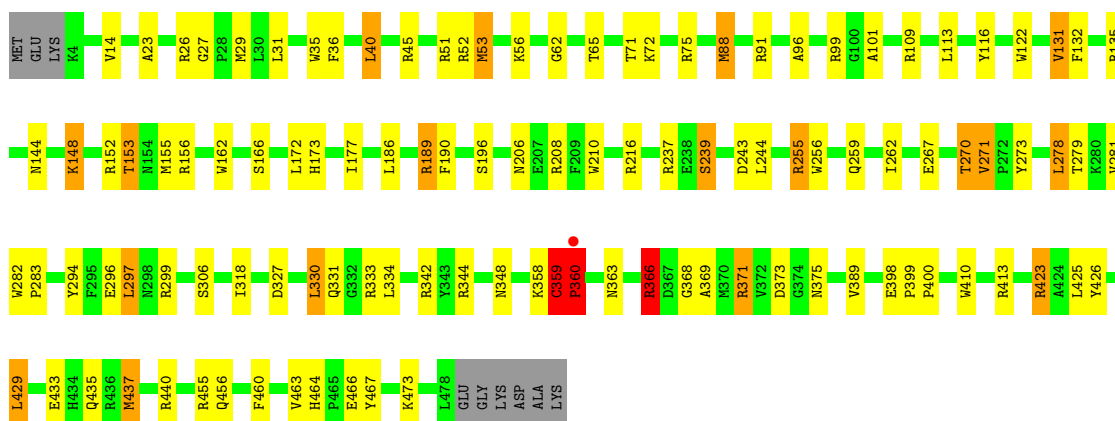 MET GLU LYS K4 V14 A23 R26 G27 P28 M29 L30 L31 W35 F36 L40 R45 R51 R52 M53 K56 G62 T65 T71 K72 R75 M88 R91 A96 R99 G100 A101 R109 L113 Y116 W122 V131 F132 R135
N144 K148 R152 T153 N154 M155 R156 W162 S166 L172 H173 I177 L186 R189 F190 S196 N206 E207 R208 F209 W210 R216 R237 E238 S239 D243 L244 R255 W256 Q259 I262 E267 T270 V271 P272 Y273 L278 T279 K280 V281
W282 P283 Y294 F295 E296 L297 N298 R299 S306 I318 D327 L330 Q331 G332 R333 L334 R342 Y343 R344 N348 K358 C359 P360 N363 R366 D367 G368 A369 M370 R371 V372 D373 G374 N375 V389 E398 P399 P400 W410 R413 R423 A424 L425 Y426
L429 E433 H434 Q435 R436 M437 R440 R455 Q456 F460 V463 H464 P465 E466 Y467 K473 L478 GLU GLY LYS ASP ALA LYS